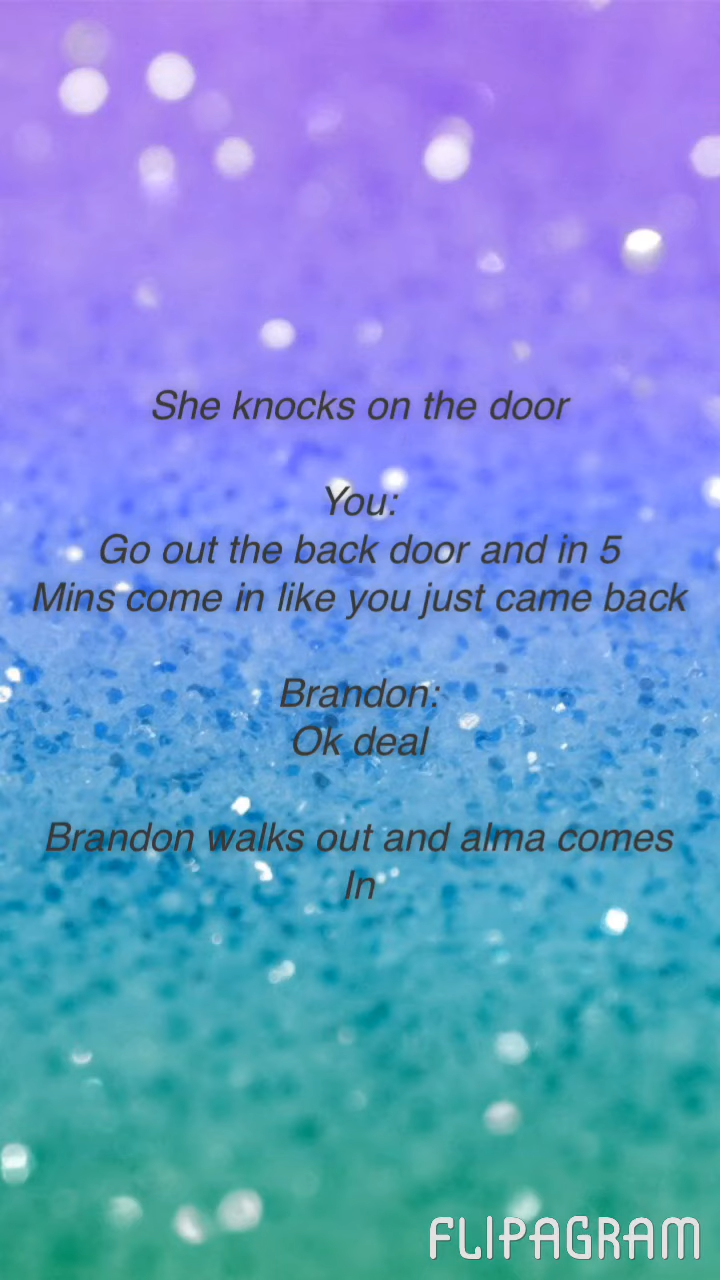 She knocks on the door
You:
Go out the back door and in 5
Mins come in like you just came back
Brandon:
Ok deal
Brandon walks out and alma comes
In
FLIPAGRAM